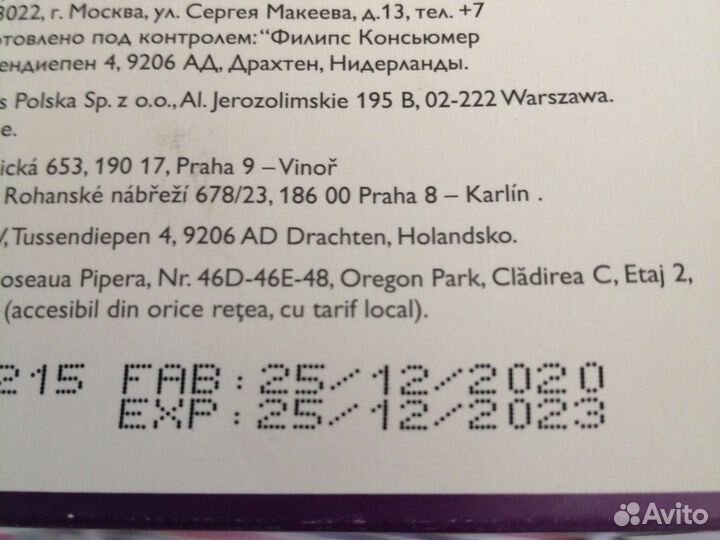 3022, г. Москва, ул. Сергея Макеева, д.13, тел. +7
отовлено под контролем: “Филипс Консьюмер
ендиепен 4, 9206 АД, Драхтен, Нидерланды.
s Polska Sp. z o.o., Al. Jerozolimskie 195 B, 02-222 Warszawa.
e.
ická 653, 190 17, Praha 9 – Vinoř
Rohanské nábřeží 678/23, 186 00 Praha 8 – Karlín .
/, Tussendiepen 4, 9206 AD Drachten, Holandsko.
oseaua Pipera, Nr. 46D-46E-48, Oregon Park, Clădirea C, Etaj 2,
(accesibil din orice reţea, cu tarif local).
215 FAB: 25/12/2020
EXP: 25/12/2023
Avito